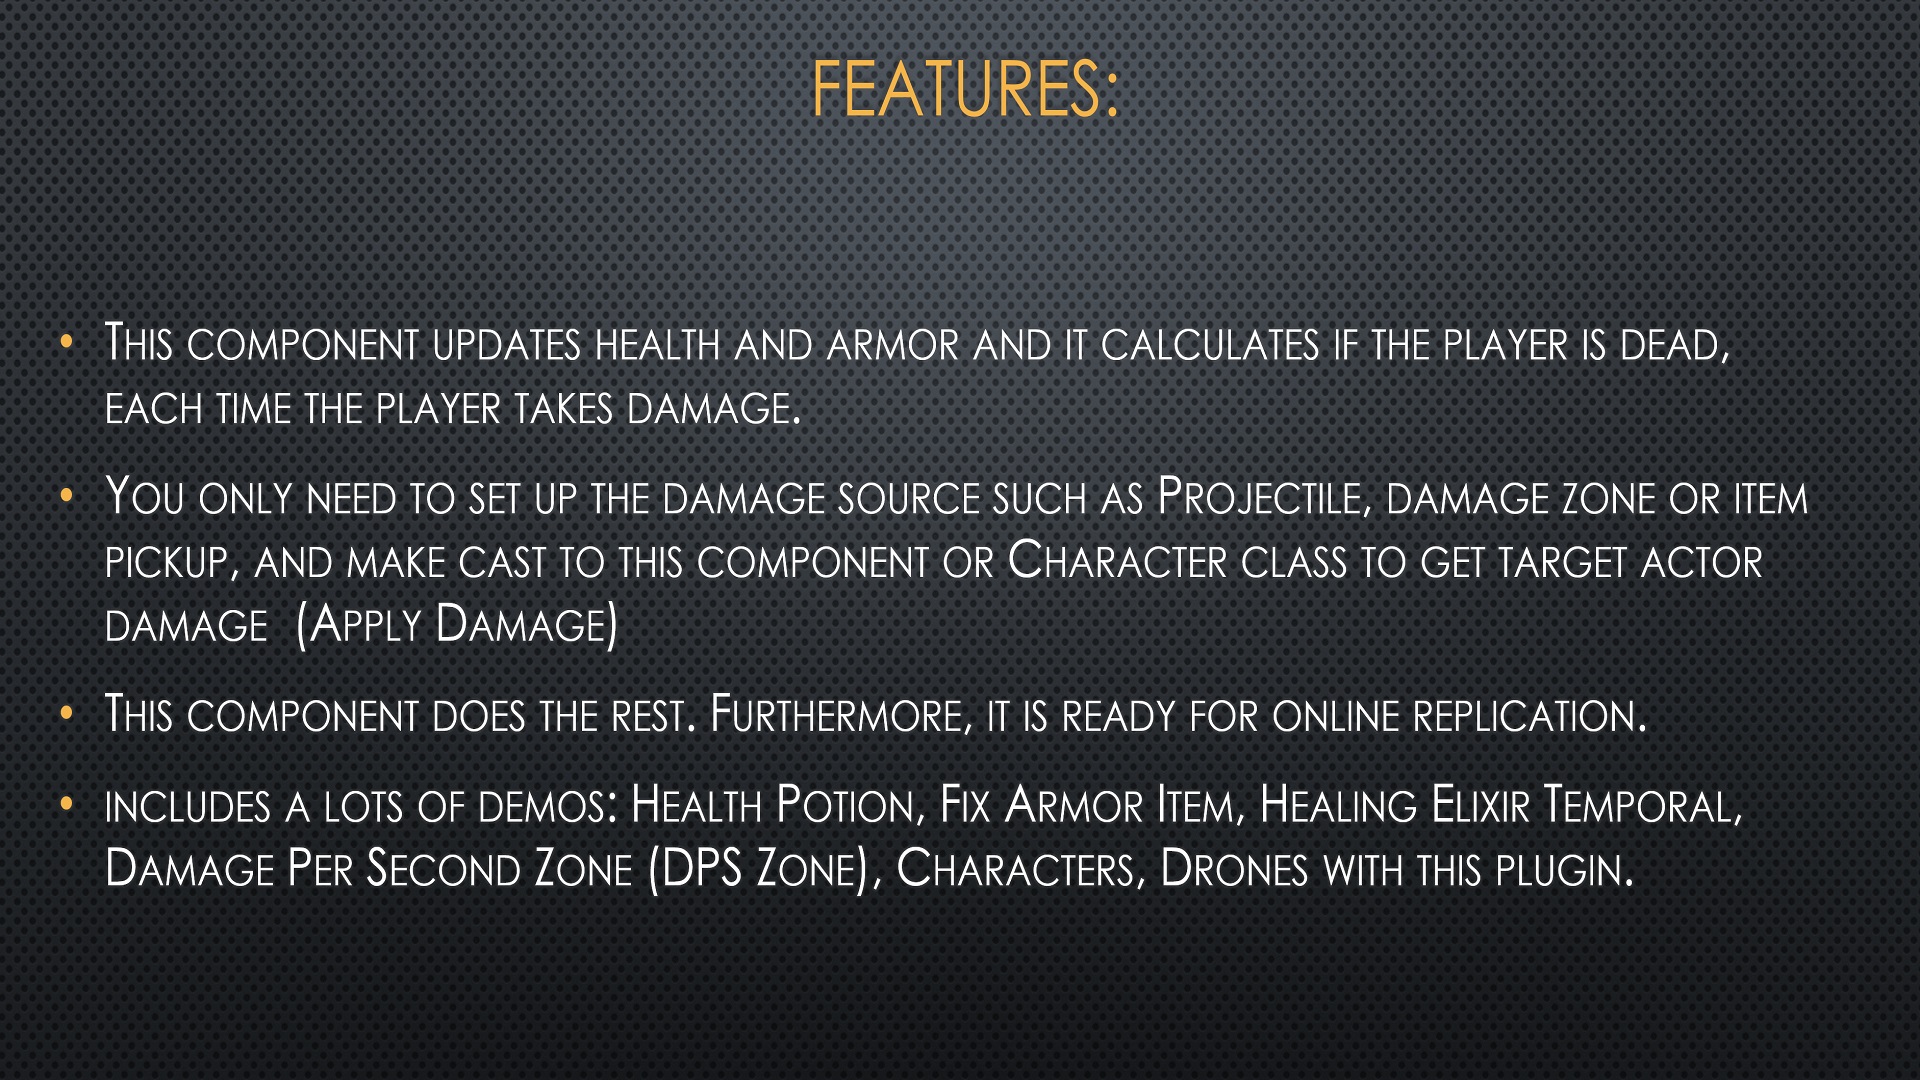 FEATURES:
• This component updates health and armor and it calculates if the player is dead,
each time the player takes damage.
• You only need to set up the damage source such as Projectile, damage zone or item
pickup, and make cast to this component or Character class to get target actor
damage  (Apply Damage)
• This component does the rest. Furthermore, it is ready for online replication.
• includes a lots of demos: Health Potion, Fix Armor Item, Healing Elixir Temporal,
Damage Per Second Zone (DPS Zone), Characters, Drones with this plugin.